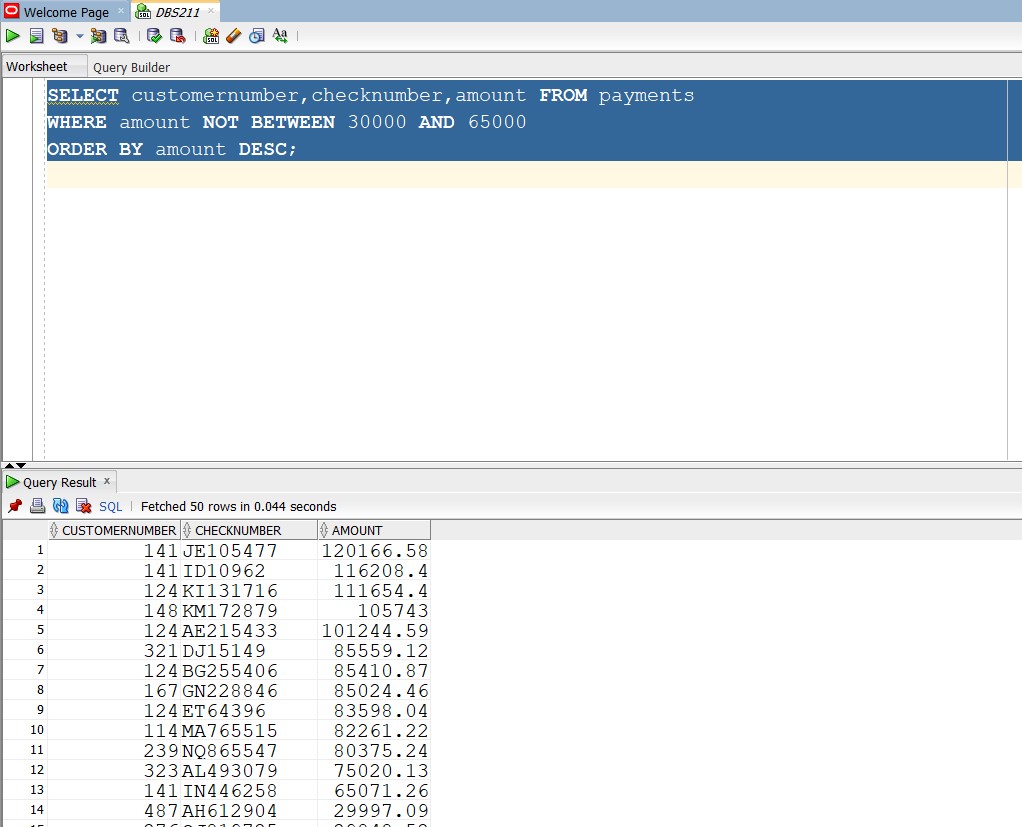 Welcome Page × DBS211 ×
Worksheet Query Builder
SELECT customernumber,checknumber,amount FROM payments
WHERE amount NOT BETWEEN 30000 AND 65000
ORDER BY amount DESC;
Query Result ×
SQL | Fetched 50 rows in 0.044 seconds
CUSTOMERNUMBER CHECKNUMBER AMOUNT
1 141 JE105477 120166.58
2 141 ID10962 116208.4
3 124 KI131716 111654.4
4 148 KM172879 105743
5 124 AE215433 101244.59
6 321 DJ15149 85559.12
7 124 BG255406 85410.87
8 167 GN228846 85024.46
9 124 ET64396 83598.04
10 114 MA765515 82261.22
11 239 NQ865547 80375.24
12 323 AL493079 75020.13
13 141 IN446258 65071.26
14 487 AH612904 29997.09